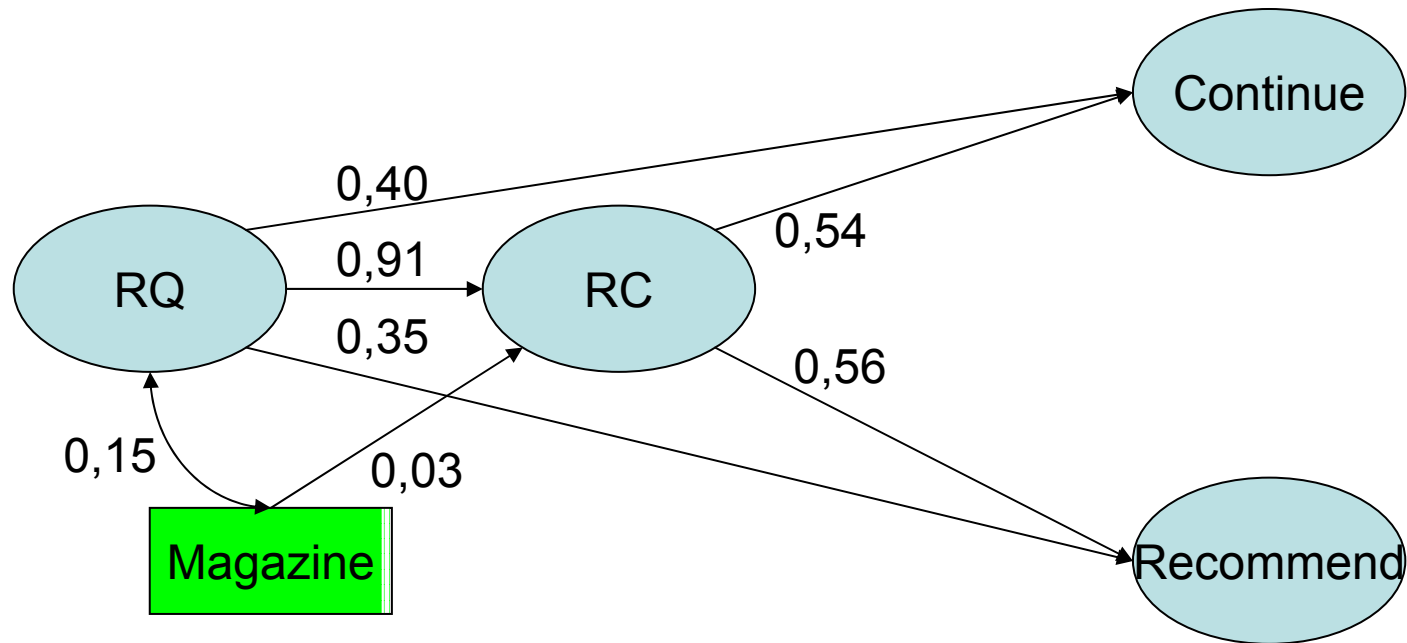 Continue
0,40
0,54
0,91
RQ
RC
0,35
0,56
0,15
0,03
Magazine
Recommend